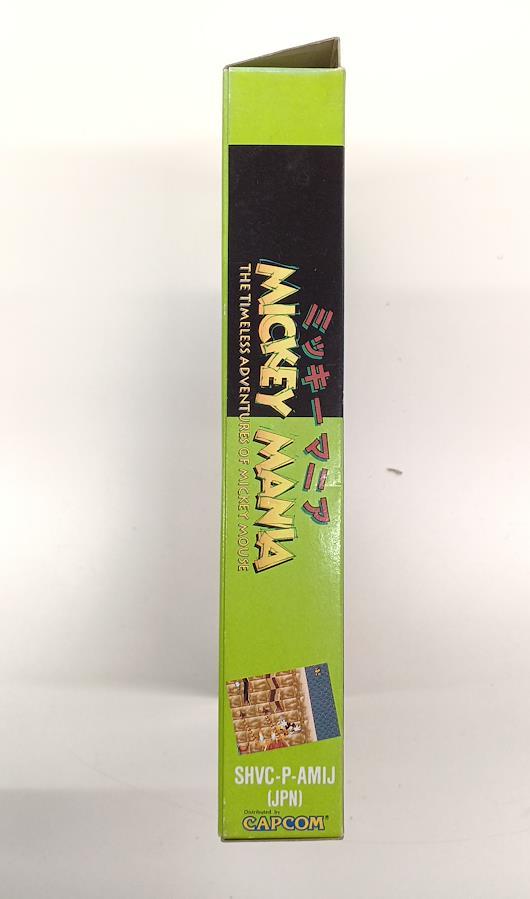 ミッキーマニア
MICKEY MANIA
THE TIMELESS ADVENTURES OF MICKEY MOUSE
SHVC-P-AMIJ
(JPN)
Distributed by
CAPCOM®